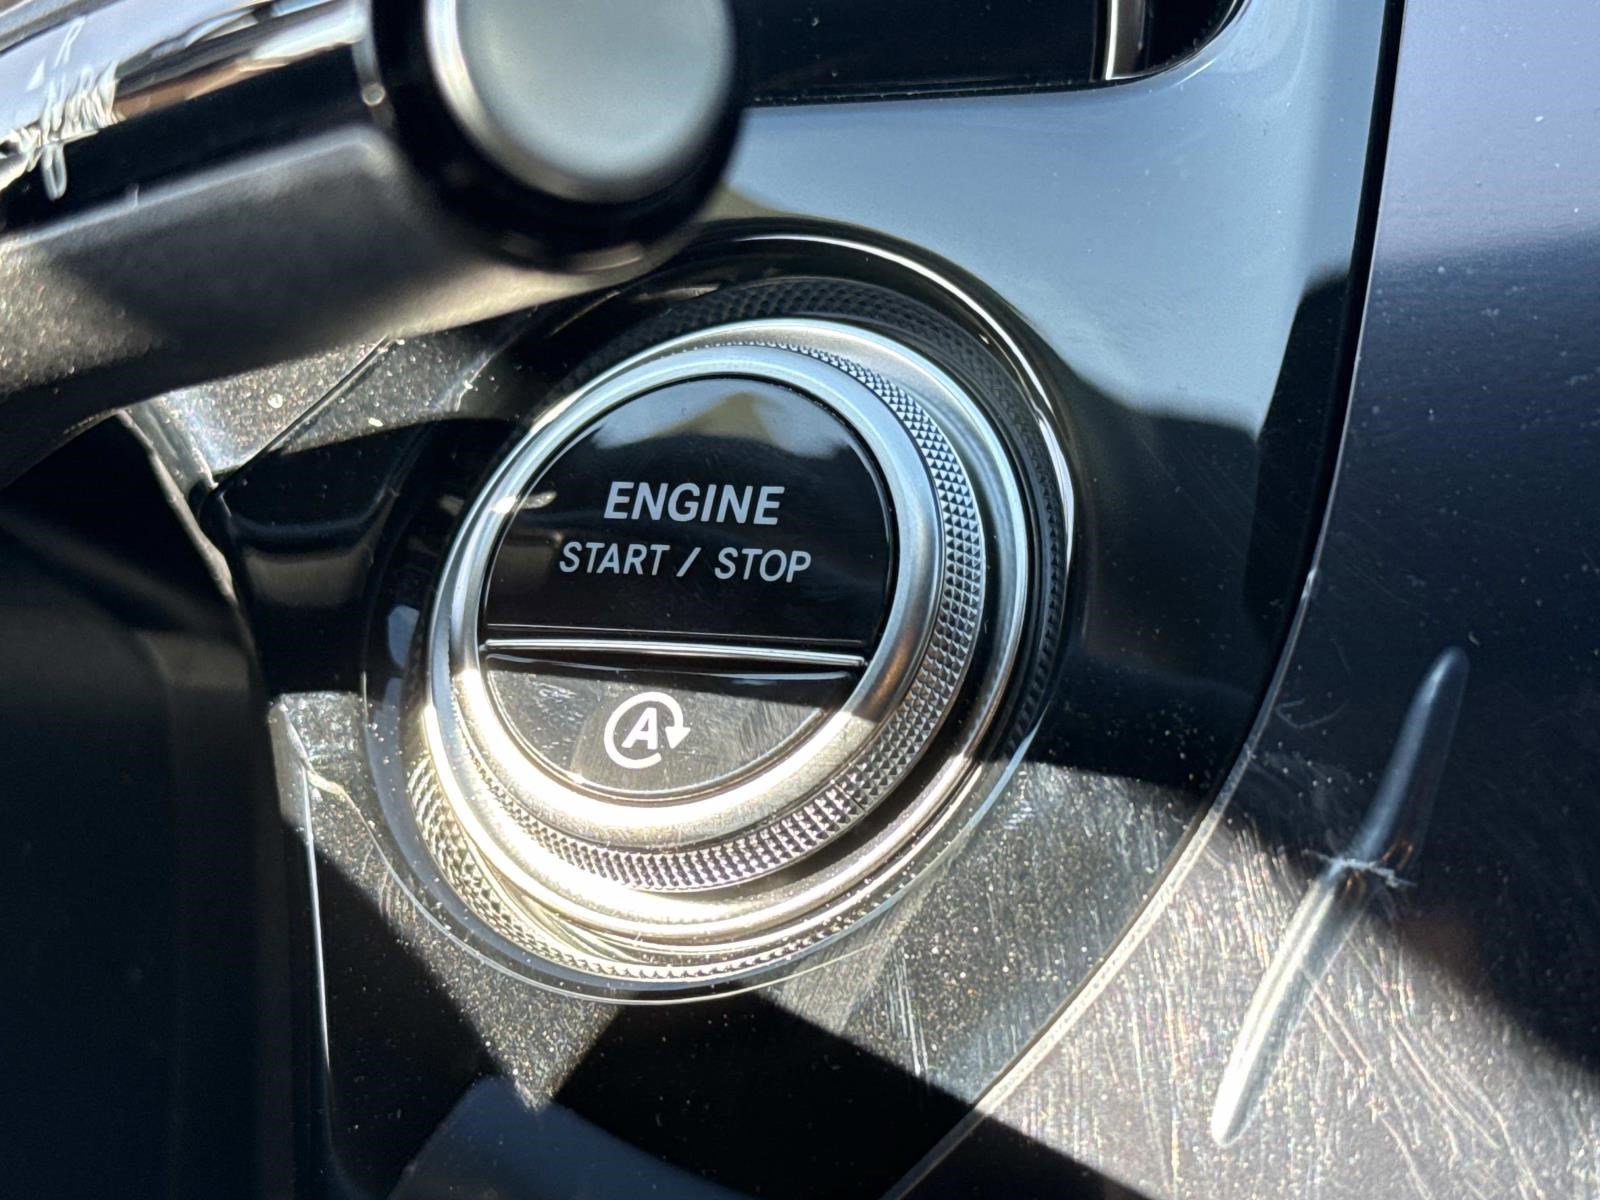 ENGINE
START / STOP
A